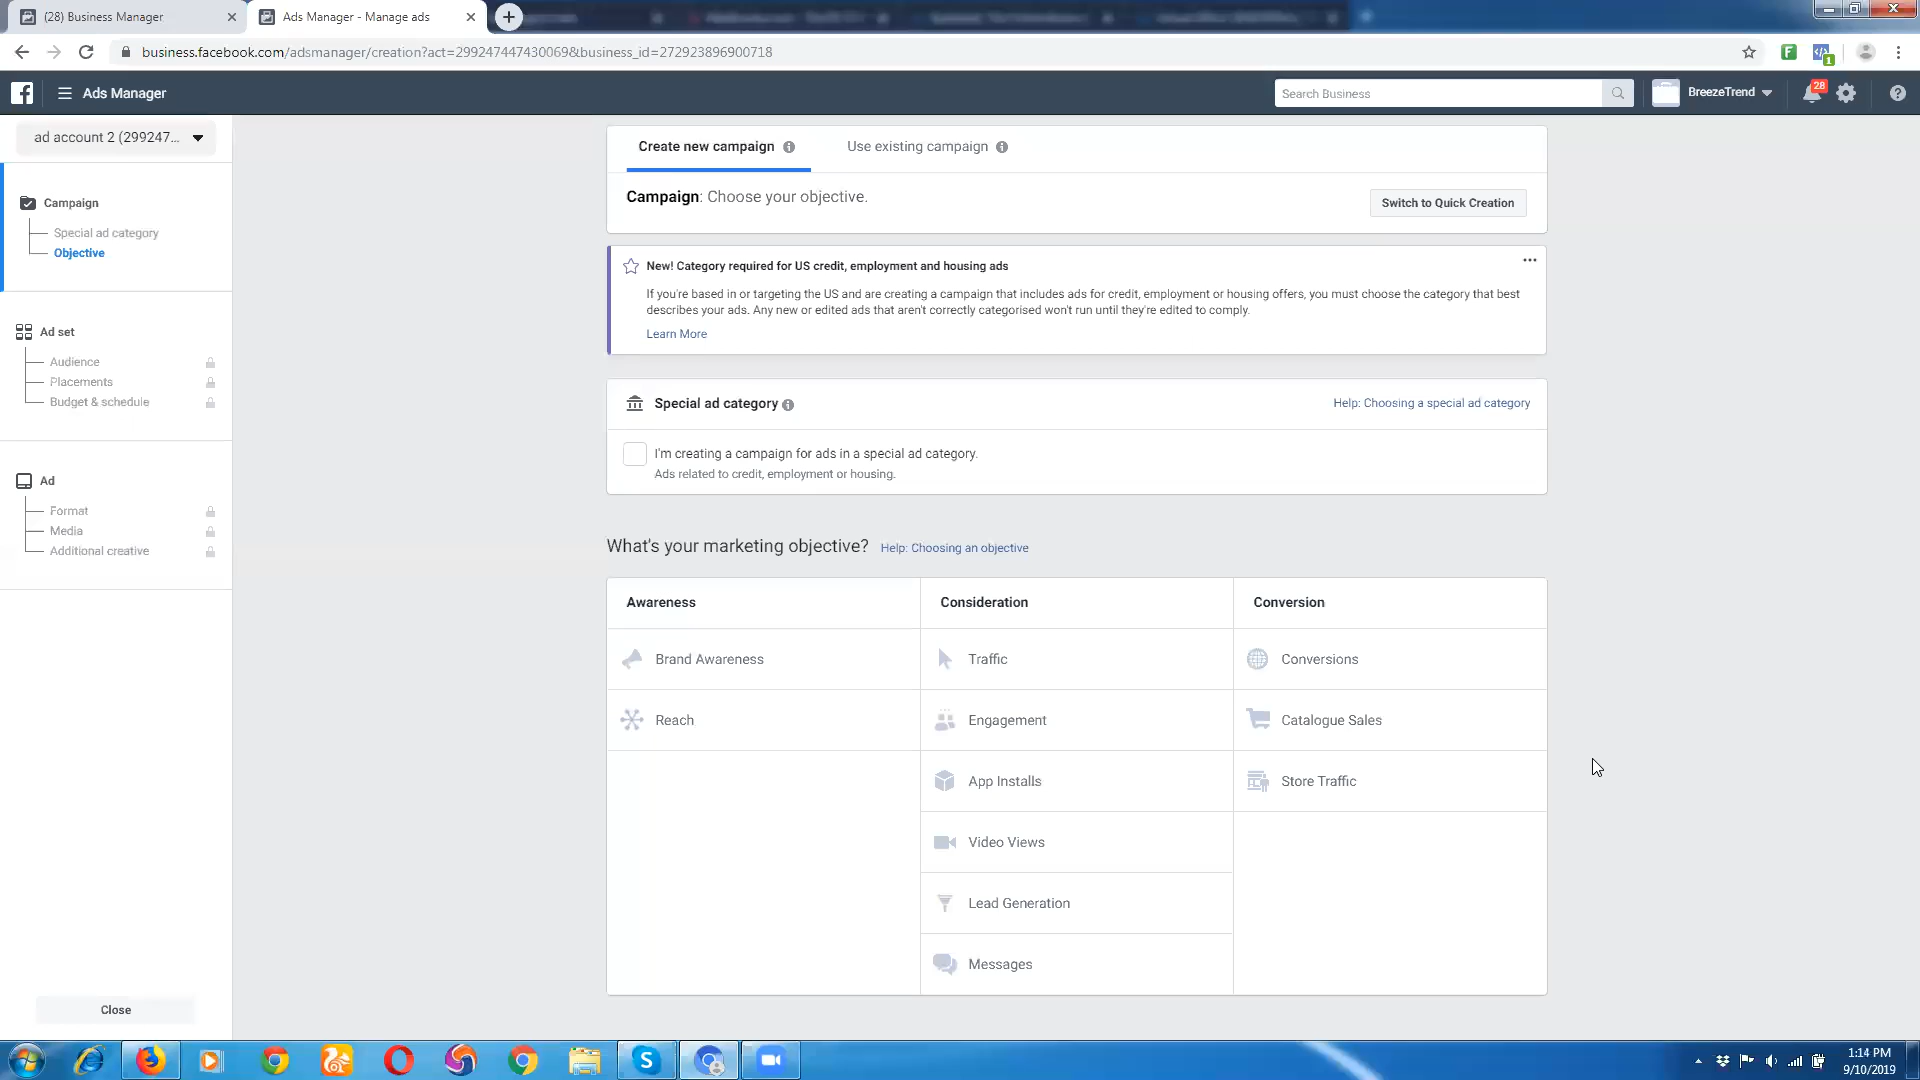 (28) Business Manager
Ads Manager - Manage ads
business.facebook.com/adsmanager/creation?act=299247447430069&business_id=272923896900718
Ads Manager
Search Business
BreezeTrend
28
1
ad account 2 (299247...
Campaign
Special ad category
Objective
Ad set
Audience
Placements
Budget & schedule
Ad
Format
Media
Additional creative
Close
Create new campaign
Use existing campaign
Campaign: Choose your objective.
Switch to Quick Creation
New! Category required for US credit, employment and housing ads
If you're based in or targeting the US and are creating a campaign that includes ads for credit, employment or housing offers, you must choose the category that best
describes your ads. Any new or edited ads that aren't correctly categorised won't run until they're edited to comply.
Learn More
Special ad category
Help: Choosing a special ad category
I'm creating a campaign for ads in a special ad category.
Ads related to credit, employment or housing.
What's your marketing objective?
Help: Choosing an objective
Awareness
Consideration
Conversion
Brand Awareness
Traffic
Conversions
Reach
Engagement
Catalogue Sales
App Installs
Store Traffic
Video Views
Lead Generation
Messages
1:14 PM
9/10/2019